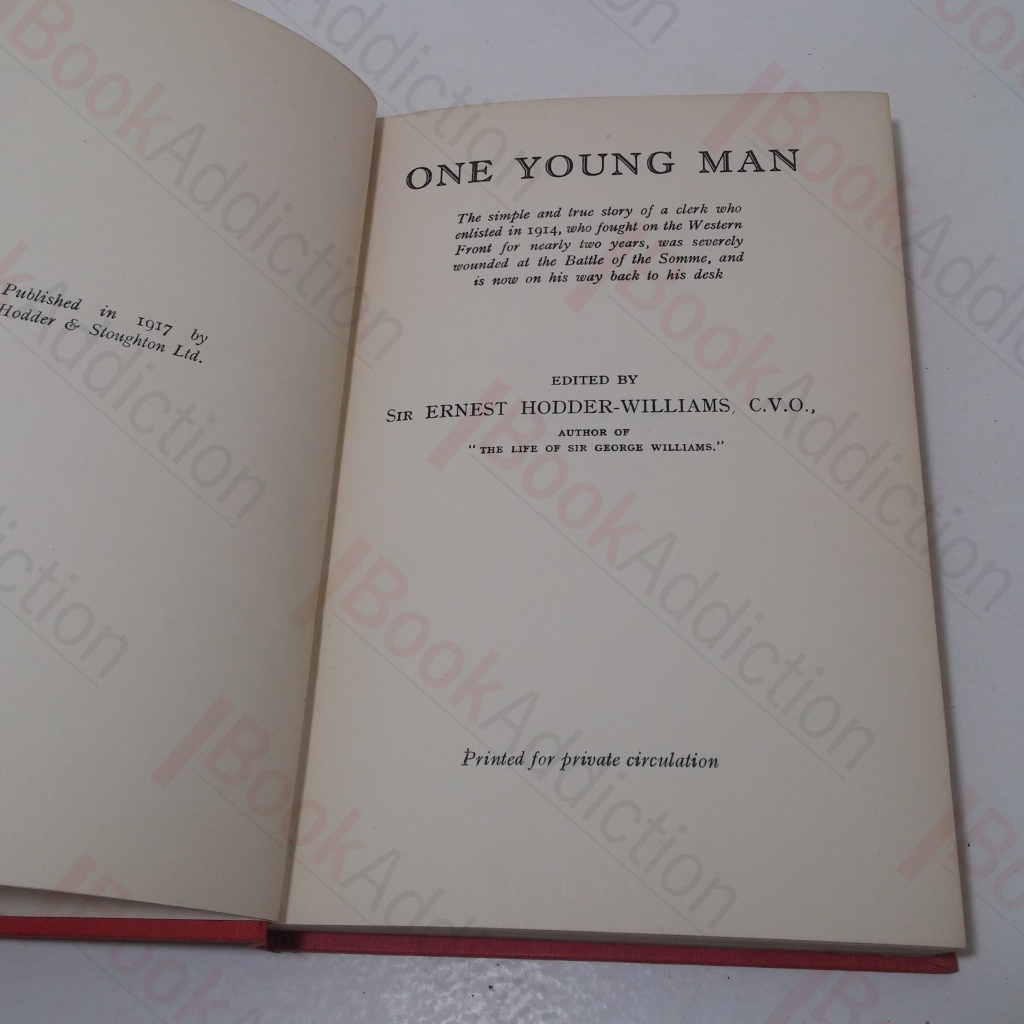 Published in 1917 by
Hodder & Stoughton Ltd.
ONE YOUNG MAN
The simple and true story of a clerk who
enlisted in 1914, who fought on the Western
Front for nearly two years, was severely
wounded at the Battle of the Somme, and
is now on his way back to his desk
EDITED BY
SIR ERNEST HODDER-WILLIAMS, C.V.O.,
AUTHOR OF
"THE LIFE OF SIR GEORGE WILLIAMS."
Printed for private circulation
BookAddiction